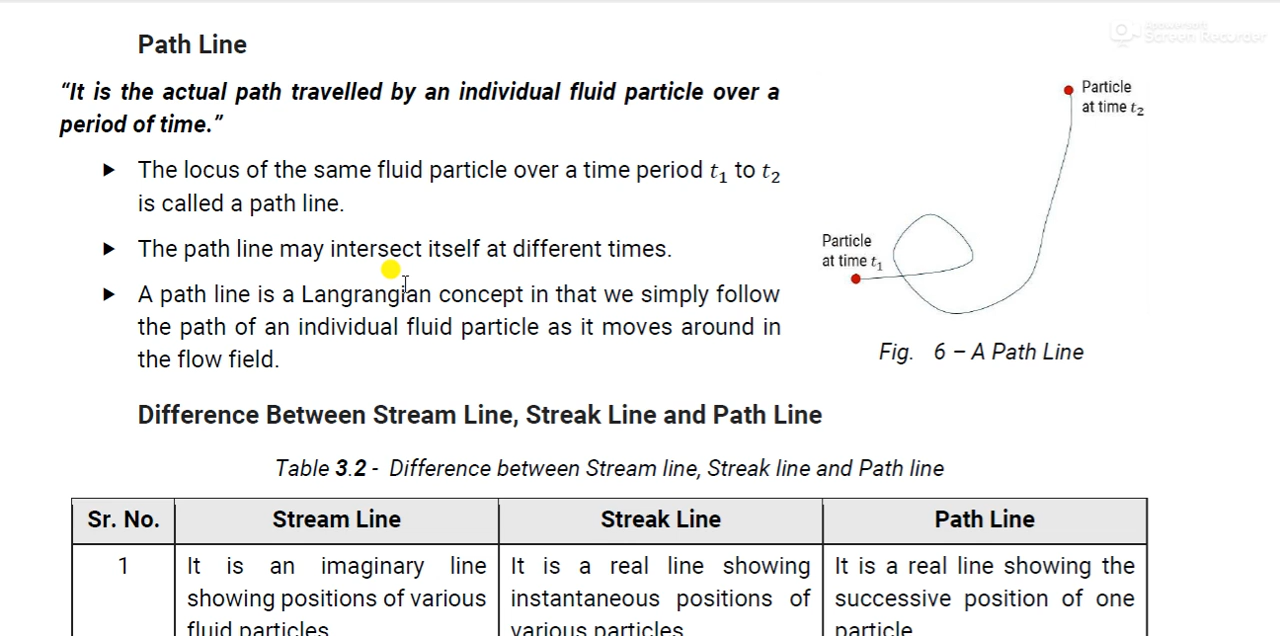 Apowersoft
Screen Recorder
Path Line
“It is the actual path travelled by an individual fluid particle over a
period of time.”
Particle
at time t2
► The locus of the same fluid particle over a time period t1 to t2
is called a path line.
► The path line may intersect itself at different times.
Particle
at time t1
► A path line is a Langrangian concept in that we simply follow
the path of an individual fluid particle as it moves around in
the flow field.
Fig. 6 – A Path Line
Difference Between Stream Line, Streak Line and Path Line
Table 3.2 - Difference between Stream line, Streak line and Path line
Sr. No. Stream Line Streak Line Path Line
1 It is an imaginary line It is a real line showing It is a real line showing the
showing positions of various instantaneous positions of successive position of one
fluid particles. various particles. particle.